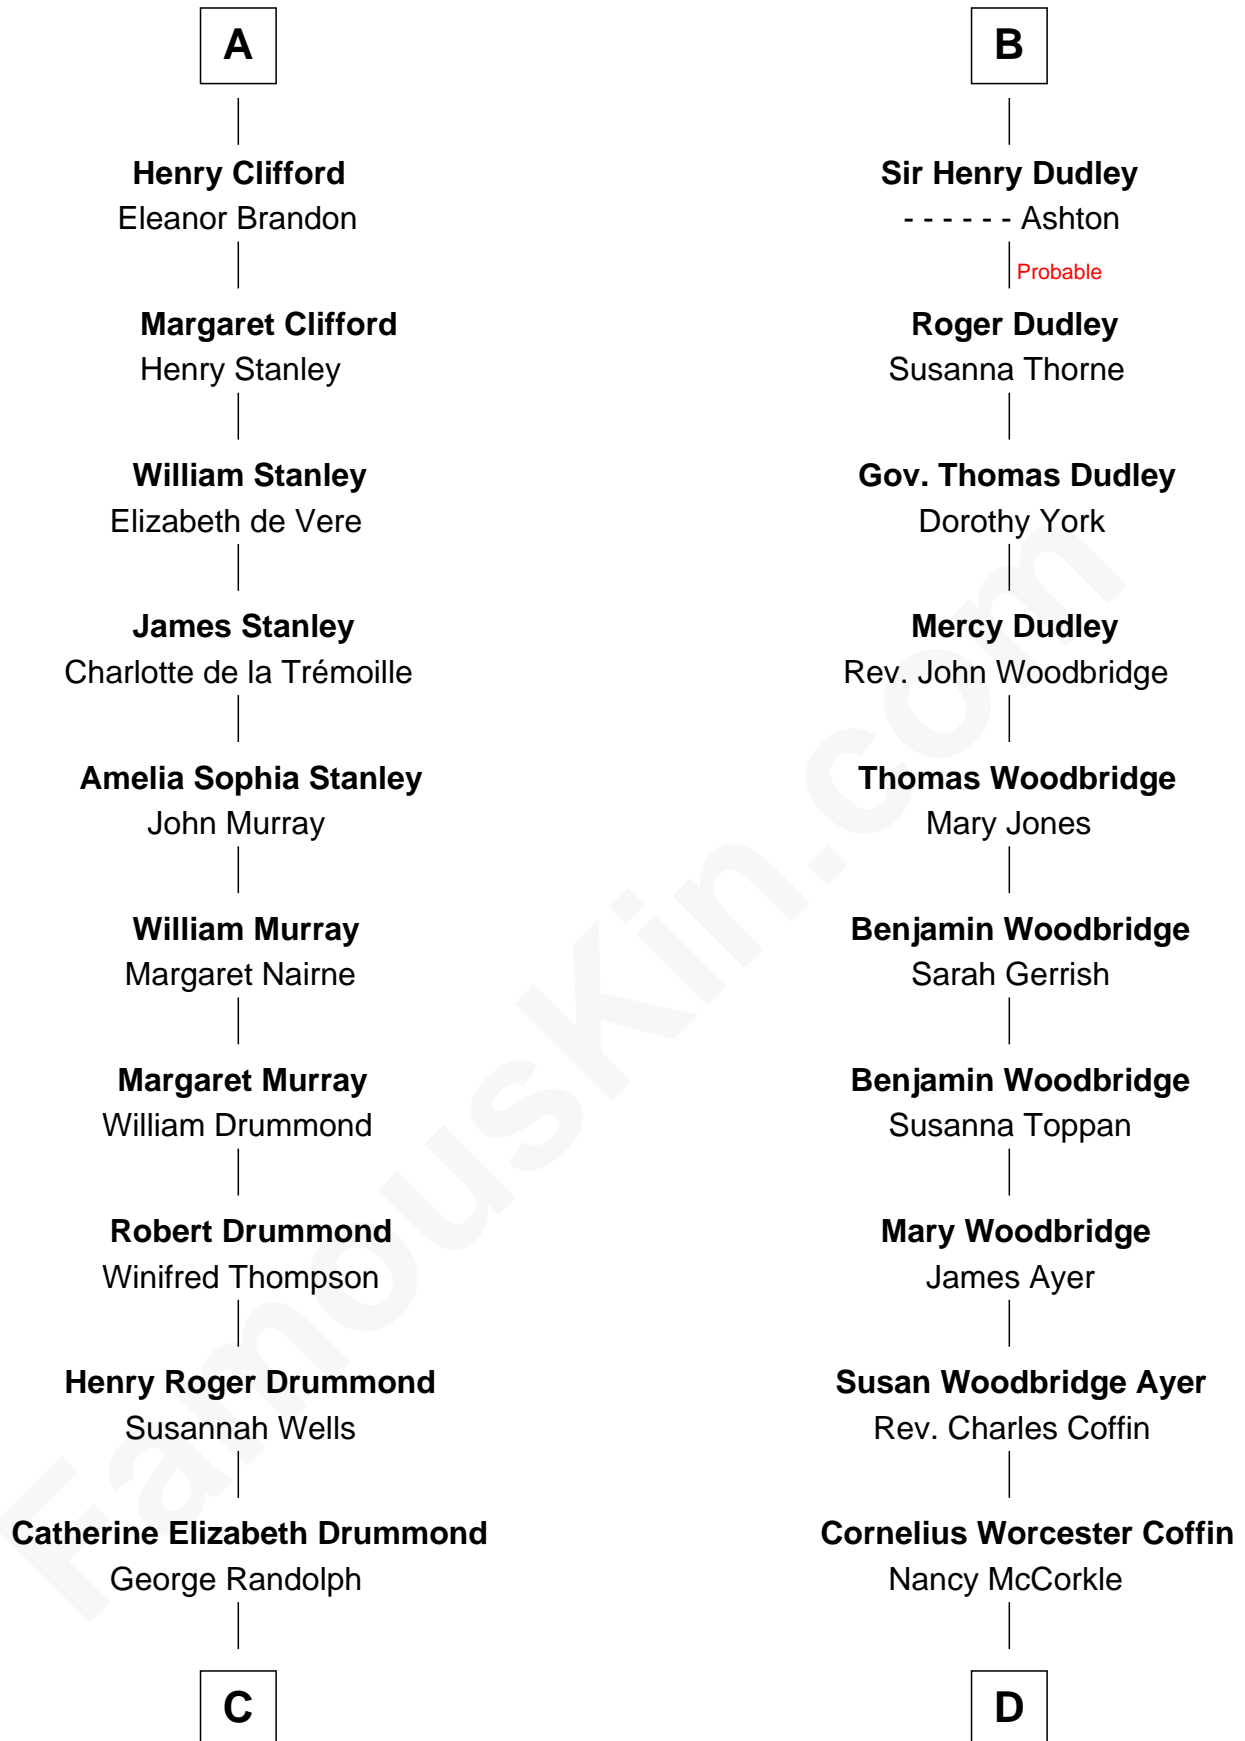 A
Henry Clifford
Eleanor Brandon
Margaret Clifford
Henry Stanley
William Stanley
Elizabeth de Vere
James Stanley
Charlotte de la Trémoille
Amelia Sophia Stanley
John Murray
William Murray
Margaret Nairne
Margaret Murray
William Drummond
Robert Drummond
Winifred Thompson
Henry Roger Drummond
Susannah Wells
Catherine Elizabeth Drummond
George Randolph
C
B
Sir Henry Dudley
- - - - - - Ashton
Probable
Roger Dudley
Susanna Thorne
Gov. Thomas Dudley
Dorothy York
Mercy Dudley
Rev. John Woodbridge
Thomas Woodbridge
Mary Jones
Benjamin Woodbridge
Sarah Gerrish
Benjamin Woodbridge
Susanna Toppan
Mary Woodbridge
James Ayer
Susan Woodbridge Ayer
Rev. Charles Coffin
Cornelius Worcester Coffin
Nancy McCorkle
D
FamousKin.com